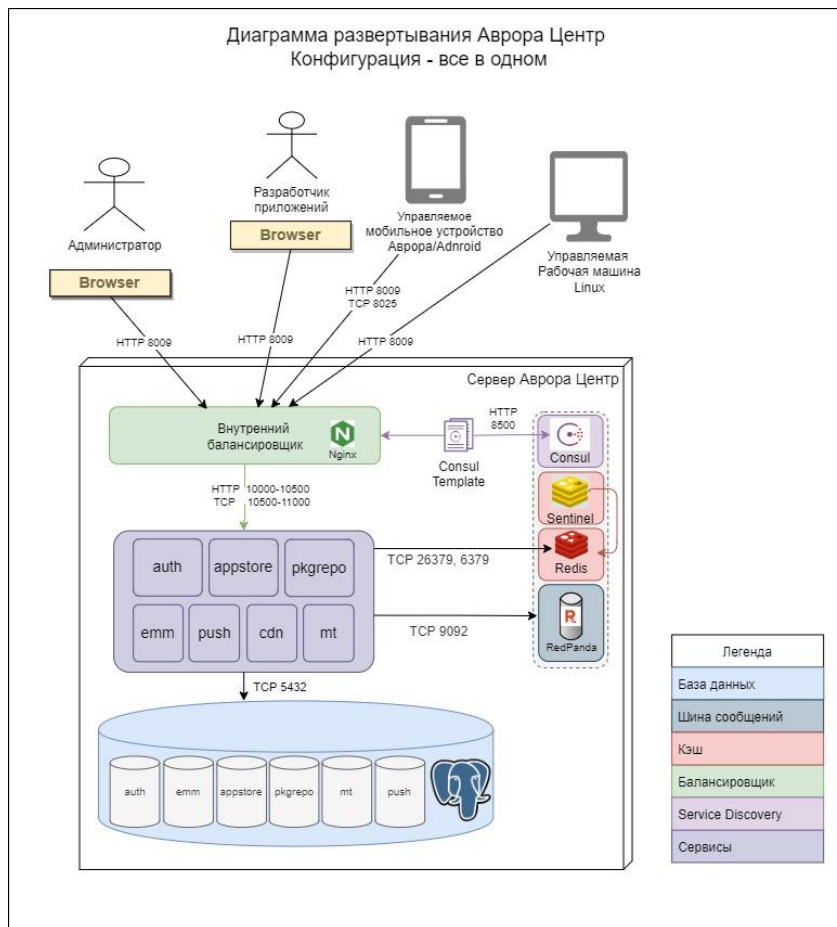 Диаграмма развертывания Аврора Центр
Конфигурация - все в одном
Администратор
Browser
Разработчик
приложений
Browser
Управляемое
мобильное устройство
Аврора/Adnroid
Управляемая
Рабочая машина
Linux
HTTP 8009
HTTP 8009
HTTP 8009
TCP 8025
HTTP 8009
Сервер Аврора Центр
Внутренний
балансировщик
Nginx
Consul
Template
HTTP
8500
Consul
Sentinel
Redis
RedPanda
HTTP 10000-10500
TCP 10500-11000
auth
appstore
pkgrepo
emm
push
cdn
mt
TCP 26379, 6379
TCP 9092
TCP 5432
auth
emm
appstore
pkgrepo
mt
push
Легенда
База данных
Шина сообщений
Кэш
Балансировщик
Service Discovery
Сервисы